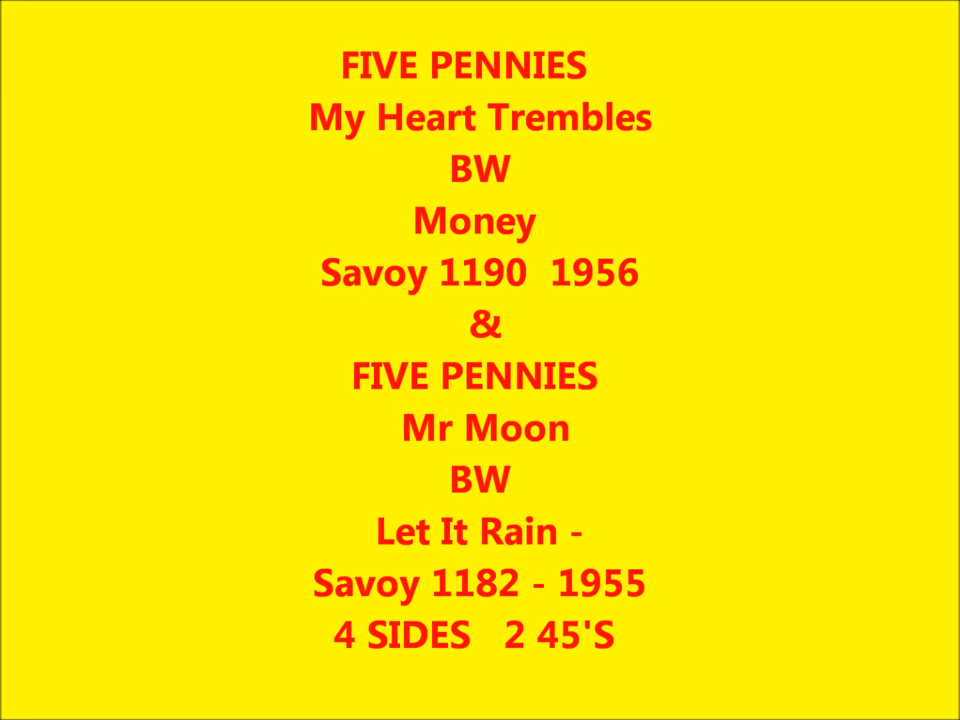 FIVE PENNIES
My Heart Trembles
BW
Money
Savoy 1190  1956
&
FIVE PENNIES
Mr Moon
BW
Let It Rain -
Savoy 1182 - 1955
4 SIDES   2 45'S